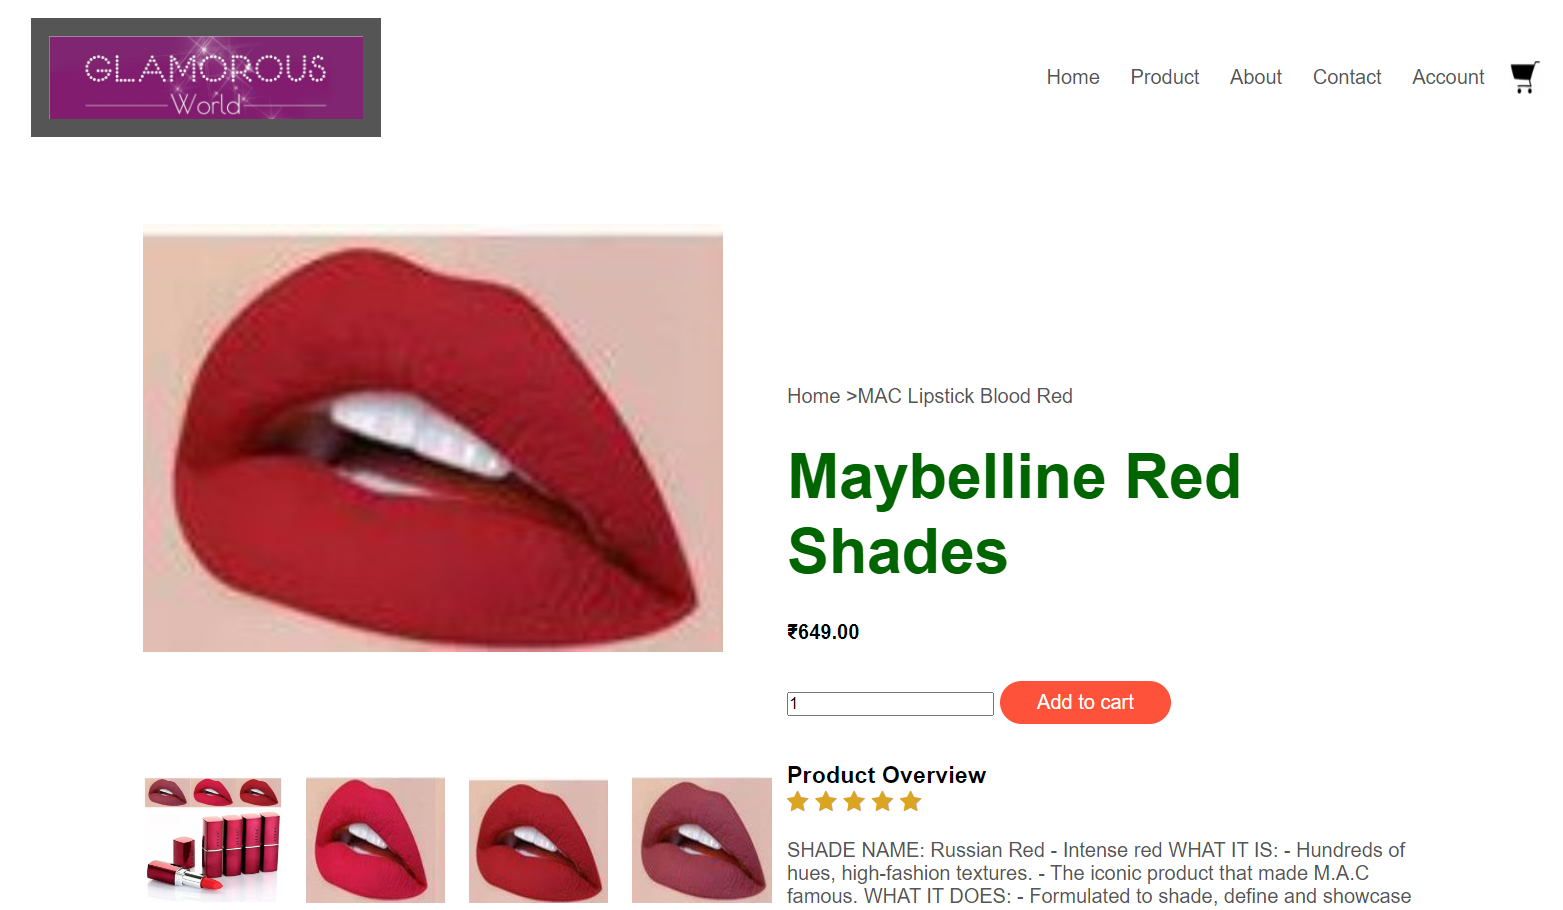 GLAMOROUS
World
Home Product About Contact Account
Home >MAC Lipstick Blood Red
Maybelline Red
Shades
₹649.00
1 Add to cart
Product Overview
SHADE NAME: Russian Red - Intense red WHAT IT IS: - Hundreds of
hues, high-fashion textures. - The iconic product that made M.A.C
famous. WHAT IT DOES: - Formulated to shade, define and showcase